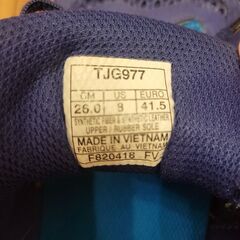 TJG977
CM US EURO
26.0 8 41.5
SYNTHETIC FIBER & SYNTHETIC LEATHER
UPPER / RUBBER SOLE
MADE IN VIETNAM
FABRIQUE AU VIETNAM
F820418 FV